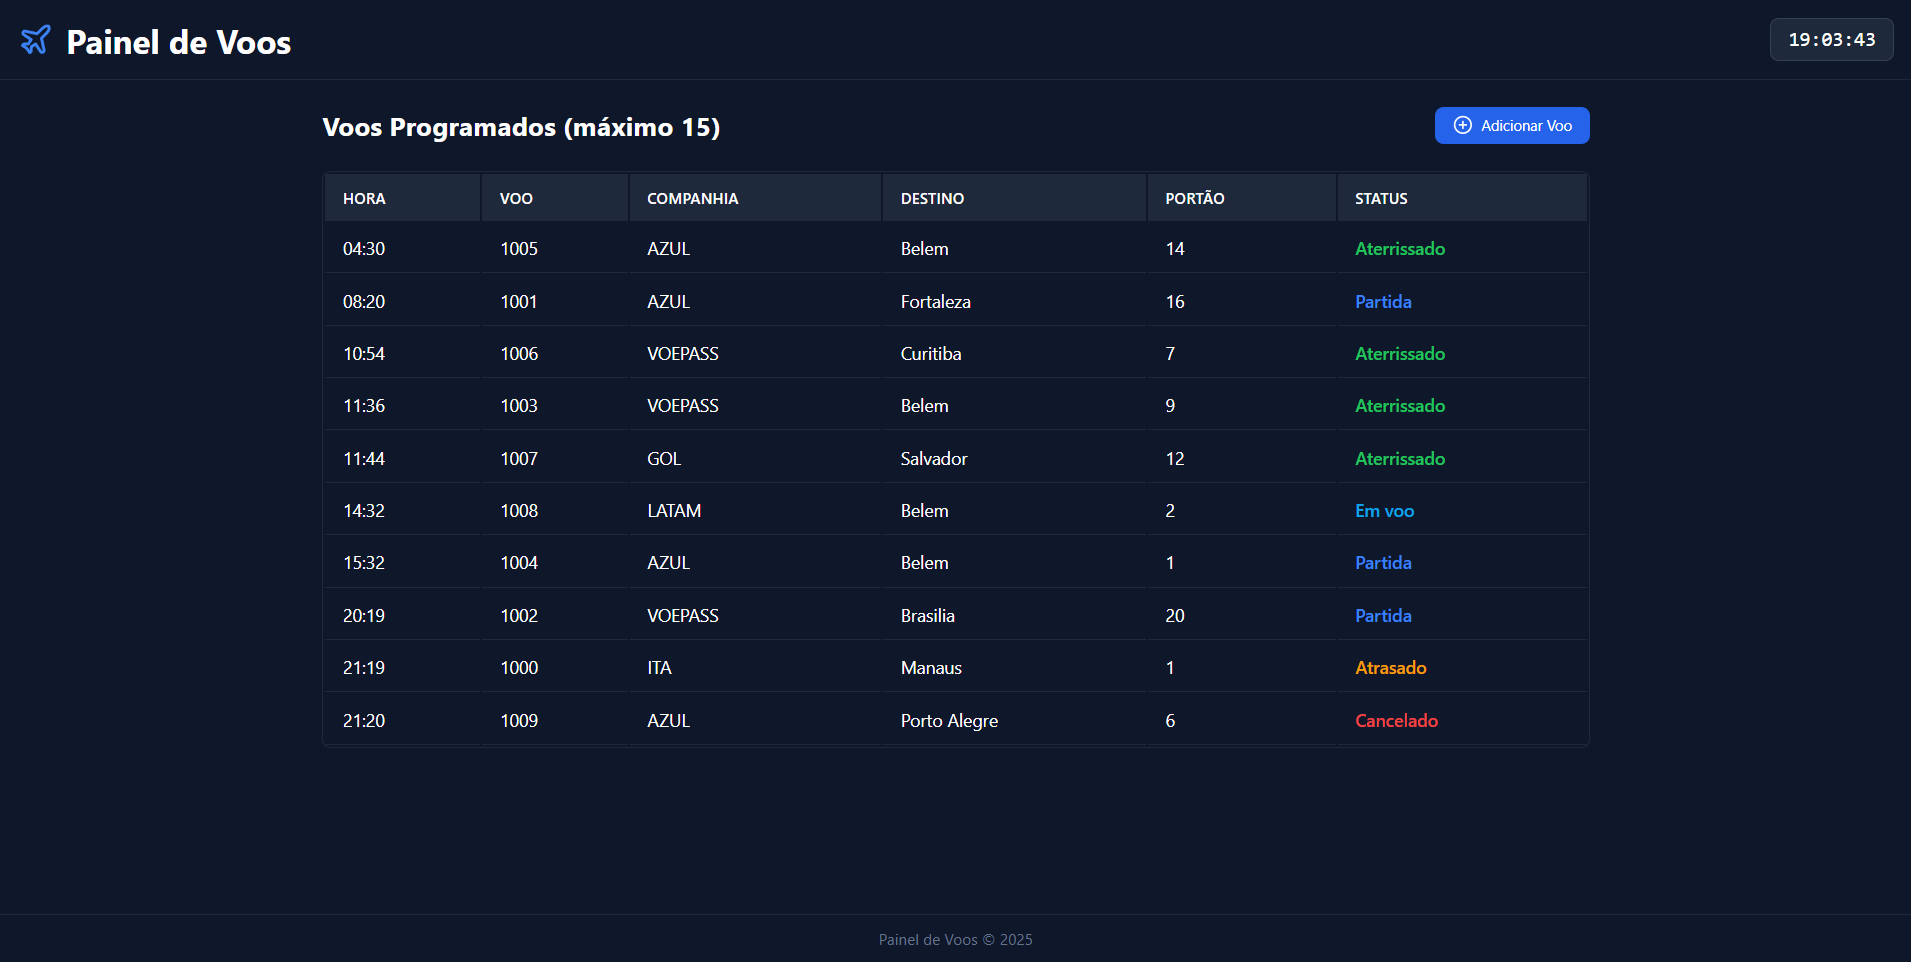 Painel de Voos
19:03:43
Voos Programados (máximo 15)
Adicionar Voo
HORA VOO COMPANHIA DESTINO PORTÃO STATUS
04:30 1005 AZUL Belem 14 Aterrissado
08:20 1001 AZUL Fortaleza 16 Partida
10:54 1006 VOEPASS Curitiba 7 Aterrissado
11:36 1003 VOEPASS Belem 9 Aterrissado
11:44 1007 GOL Salvador 12 Aterrissado
14:32 1008 LATAM Belem 2 Em voo
15:32 1004 AZUL Belem 1 Partida
20:19 1002 VOEPASS Brasilia 20 Partida
21:19 1000 ITA Manaus 1 Atrasado
21:20 1009 AZUL Porto Alegre 6 Cancelado
Painel de Voos © 2025